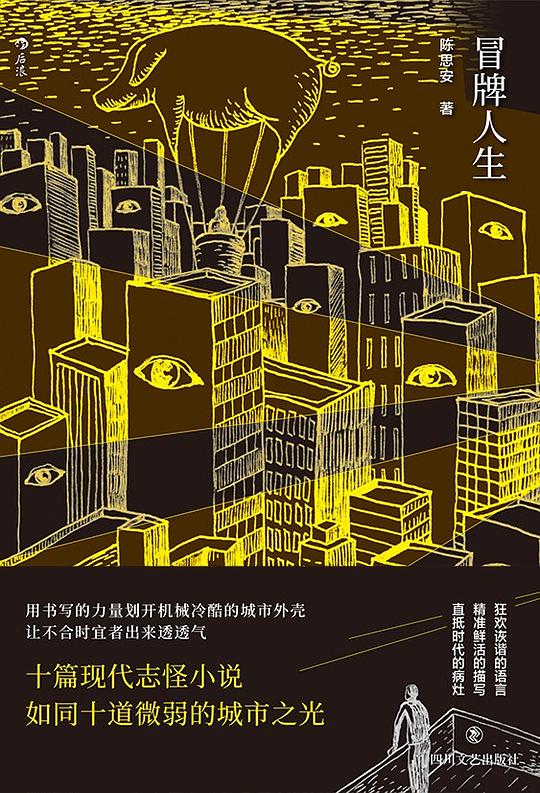 后浪
冒牌人生
陈思安 著
用书写的力量划开机械冷酷的城市外壳
让不合时宜者出来透透气
十篇现代志怪小说
如同十道微弱的城市之光
狂欢诙谐的语言
精准鲜活的描写
直抵时代的病灶
四川文艺出版社